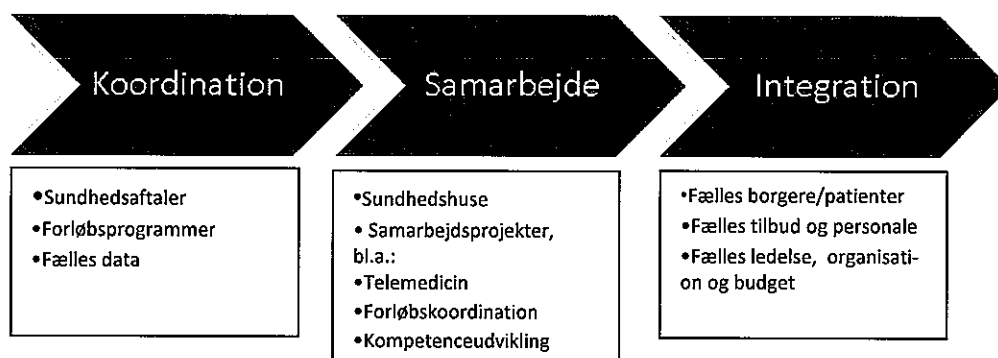 Koordination
Samarbejde
Integration
•Sundhedsaftaler
•Forløbsprogrammer
•Fælles data
•Sundhedshuse
• Samarbejdsprojekter,
bl.a.:
•Telemedicin
•Forløbskoordination
•Kompetenceudvikling
•Fælles borgere/patienter
•Fælles tilbud og personale
•Fælles ledelse, organisati-
on og budget